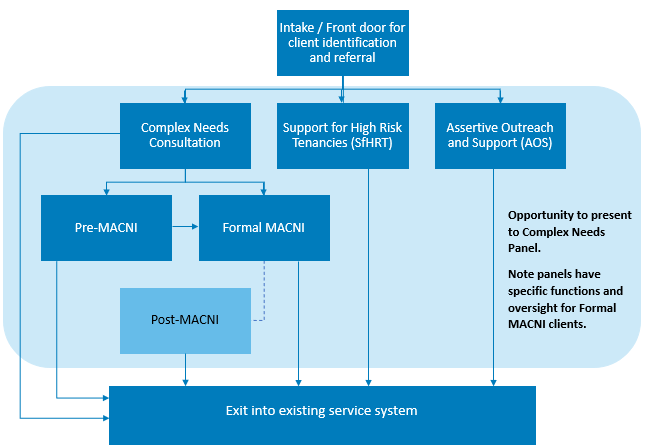 Intake / Front door for
client identification
and referral
Complex Needs
Consultation
Support for High Risk
Tenancies (SfHRT)
Assertive Outreach
and Support (AOS)
Pre-MACNI
Formal MACNI
Opportunity to present
to Complex Needs
Panel.
Note panels have
specific functions and
oversight for Formal
MACNI clients.
Post-MACNI
Exit into existing service system